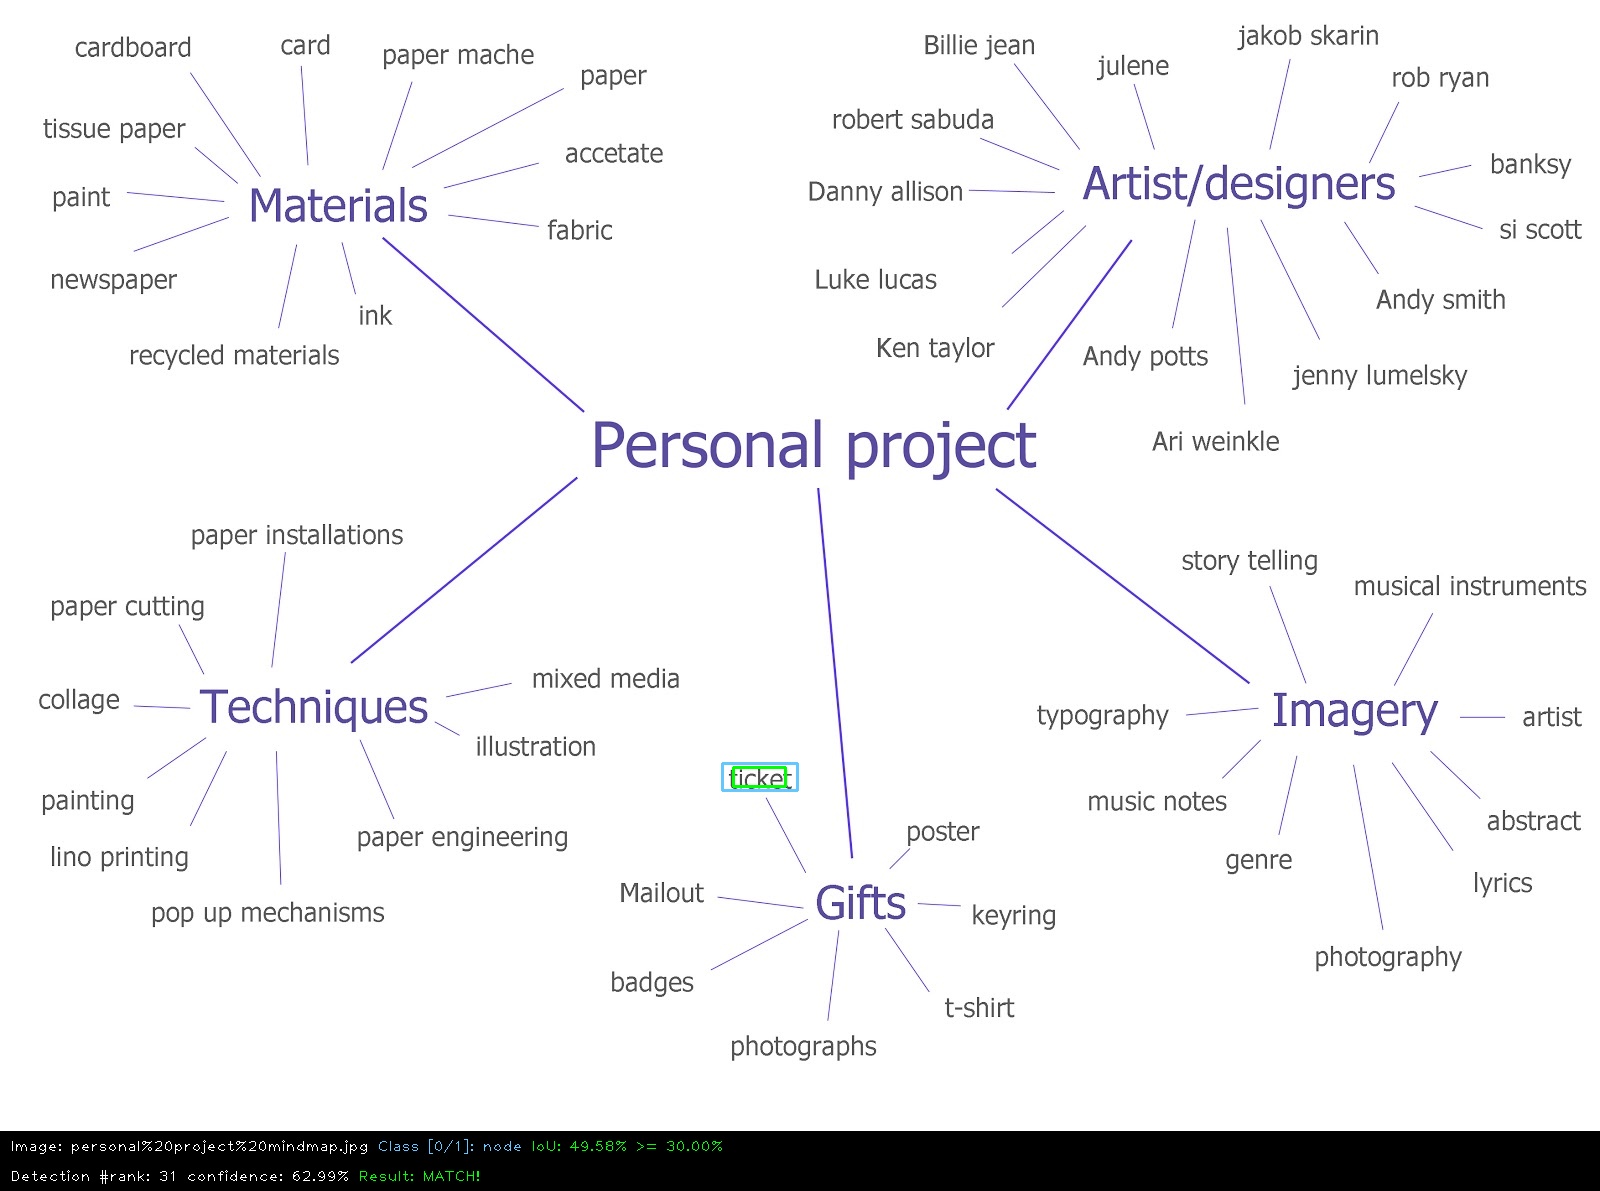 cardboard
card
paper mache
paper
tissue paper
accetate
paint
Materials
fabric
newspaper
ink
recycled materials
Billie jean
julene
jakob skarin
rob ryan
robert sabuda
banksy
Danny allison
Artist/designers
si scott
Luke lucas
Andy smith
Ken taylor
Andy potts
jenny lumelsky
Ari weinkle
Personal project
paper installations
paper cutting
collage
Techniques
mixed media
illustration
painting
lino printing
paper engineering
pop up mechanisms
ticket
poster
Mailout
Gifts
keyring
badges
t-shirt
photographs
story telling
musical instruments
typography
Imagery
artist
music notes
abstract
genre
lyrics
photography
Image: personal%20project%20mindmap.jpg Class [0/1]: node IoU: 49.58% >= 30.00%
Detection #rank: 31 confidence: 62.99% Result: MATCH!